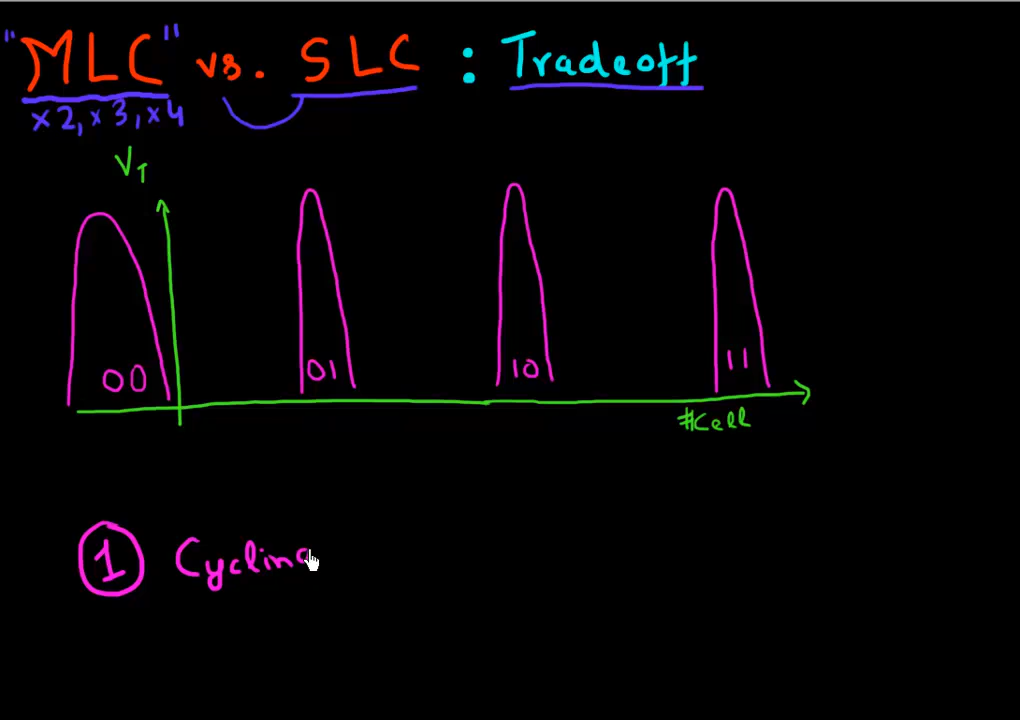 "MLC" vs. SLC : Tradeoff
x2, x3, x4
VT
00 01 10 11
#Cell
1 Cycling